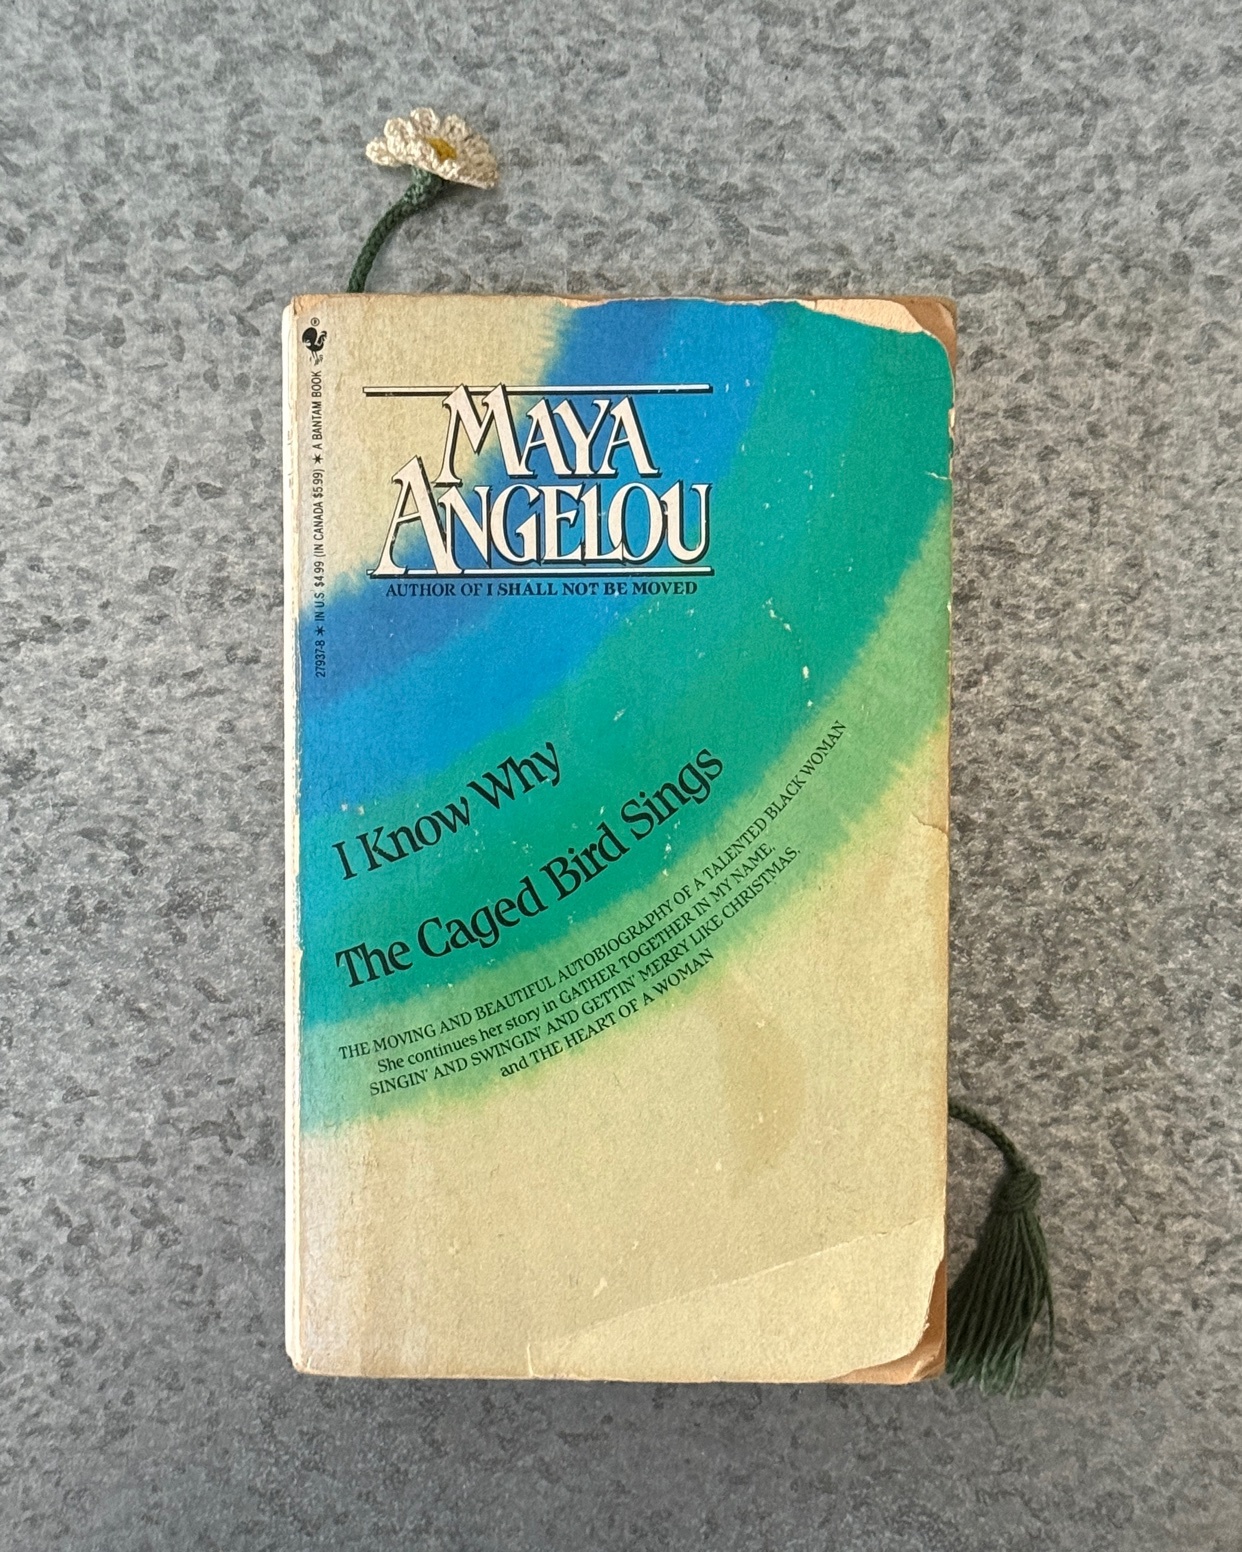 ®
27937-8 * IN U.S. $4.99 (IN CANADA $5.99) * A BANTAM BOOK
MAYA
ANGELOU
AUTHOR OF I SHALL NOT BE MOVED
I Know Why
The Caged Bird Sings
THE MOVING AND BEAUTIFUL AUTOBIOGRAPHY OF A TALENTED BLACK WOMAN
She continues her story in GATHER TOGETHER IN MY NAME,
SINGIN' AND SWINGIN' AND GETTIN' MERRY LIKE CHRISTMAS,
and THE HEART OF A WOMAN